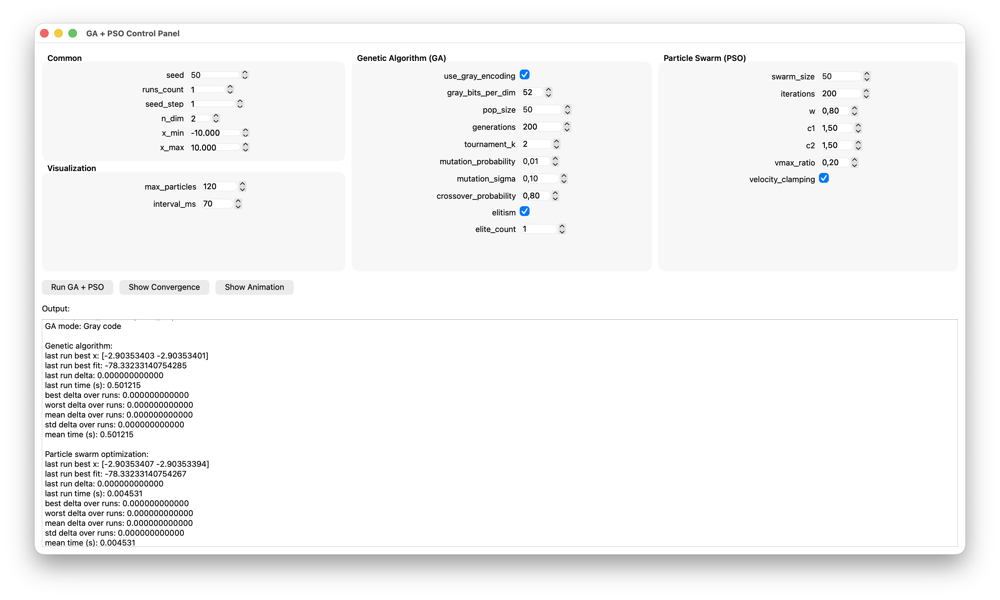 GA + PSO Control Panel
Common
seed 50
runs_count 1
seed_step 1
n_dim 2
x_min -10,000
x_max 10,000
Visualization
max_particles 120
interval_ms 70
Genetic Algorithm (GA)
use_gray_encoding
gray_bits_per_dim 52
pop_size 50
generations 200
tournament_k 2
mutation_probability 0,01
mutation_sigma 0,10
crossover_probability 0,80
elitism
elite_count 1
Particle Swarm (PSO)
swarm_size 50
iterations 200
w 0,80
c1 1,50
c2 1,50
vmax_ratio 0,20
velocity_clamping
Run GA + PSO Show Convergence Show Animation
Output:
GA mode: Gray code
Genetic algorithm:
last run best x: [-2.90353403 -2.90353401]
last run best fit: -78.33233140754285
last run delta: 0.000000000000
last run time (s): 0.501215
best delta over runs: 0.000000000000
worst delta over runs: 0.000000000000
mean delta over runs: 0.000000000000
std delta over runs: 0.000000000000
mean time (s): 0.501215
Particle swarm optimization:
last run best x: [-2.90353407 -2.90353394]
last run best fit: -78.33233140754267
last run delta: 0.000000000000
last run time (s): 0.004531
best delta over runs: 0.000000000000
worst delta over runs: 0.000000000000
mean delta over runs: 0.000000000000
std delta over runs: 0.000000000000
mean time (s): 0.004531